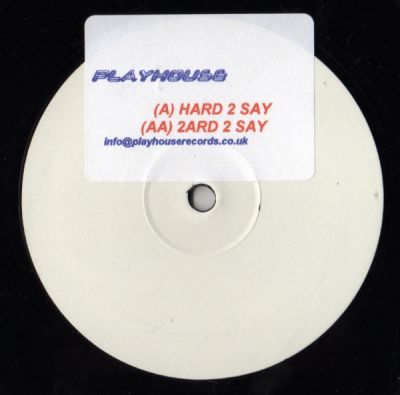 PLAYHOUSE
(A) HARD 2 SAY
(AA) 2ARD 2 SAY
info@playhouserecords.co.uk